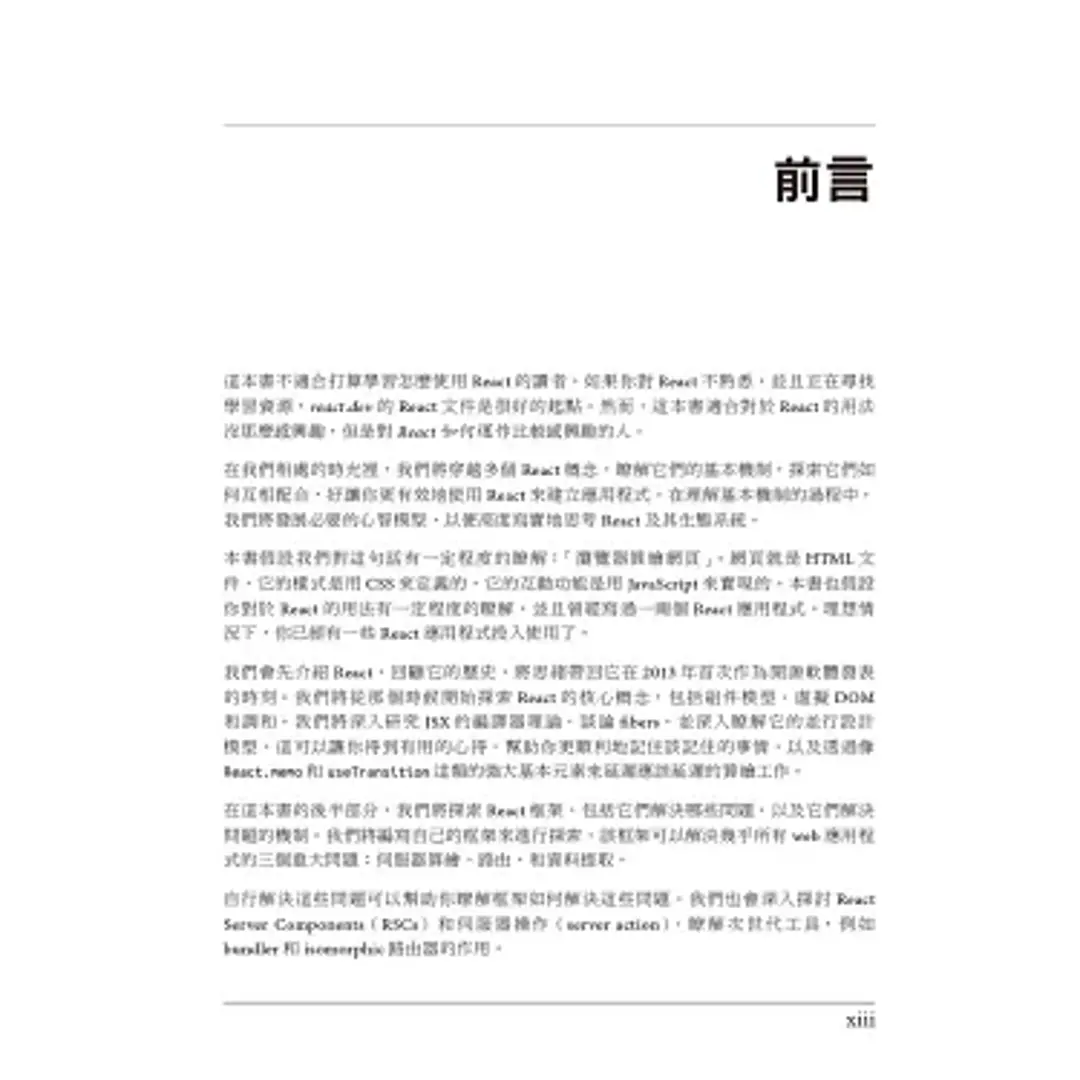 前言
這本書不適合打算學習怎麼使用 React 的讀者。如果你對 React 不熟悉，並且正在尋找
學習資源，react.dev 的 React 文件是很好的起點。然而，這本書適合對於 React 的用法
沒那麼感興趣，但是對 React 如何運作比較感興趣的人。
在我們相處的時光裡，我們將穿越多個 React 概念，瞭解它們的基本機制，探索它們如
何互相配合，好讓你更有效地使用 React 來建立應用程式。在理解基本機制的過程中，
我們將發展必要的心智模型，以便高度寫實地思考 React 及其生態系統。
本書假設我們對這句話有一定程度的瞭解：「瀏覽器算繪網頁」。網頁就是 HTML 文
件，它的樣式是用 CSS 來定義的，它的互動功能是用 JavaScript 來實現的。本書也假設
你對於 React 的用法有一定程度的瞭解，並且曾經寫過一兩個 React 應用程式。理想情
況下，你已經有一些 React 應用程式投入使用了。
我們會先介紹 React，回顧它的歷史，將思緒帶回它在 2013 年首次作為開源軟體發表
的時刻。我們將從那個時候開始探索 React 的核心概念，包括組件模型、虛擬 DOM
和調和。我們將深入研究 JSX 的編譯器理論，談論 fibers，並深入瞭解它的並行設計
模型，這可以讓你得到有用的心得，幫助你更順利地記住該記住的事情，以及透過像
React.memo 和 useTransition 這類的強大基本元素來延遲應該延遲的算繪工作。
在這本書的後半部分，我們將探索 React 框架，包括它們解決哪些問題，以及它們解決
問題的機制。我們將編寫自己的框架來進行探索，該框架可以解決幾乎所有 web 應用程
式的三個重大問題：伺服器算繪、路由，和資料擷取。
自行解決這些問題可以幫助你瞭解框架如何解決這些問題。我們也會深入探討 React
Server Components（RSCs）和伺服器操作（server action），瞭解次世代工具，例如
bundler 和 isomorphic 路由器的作用。
xiii